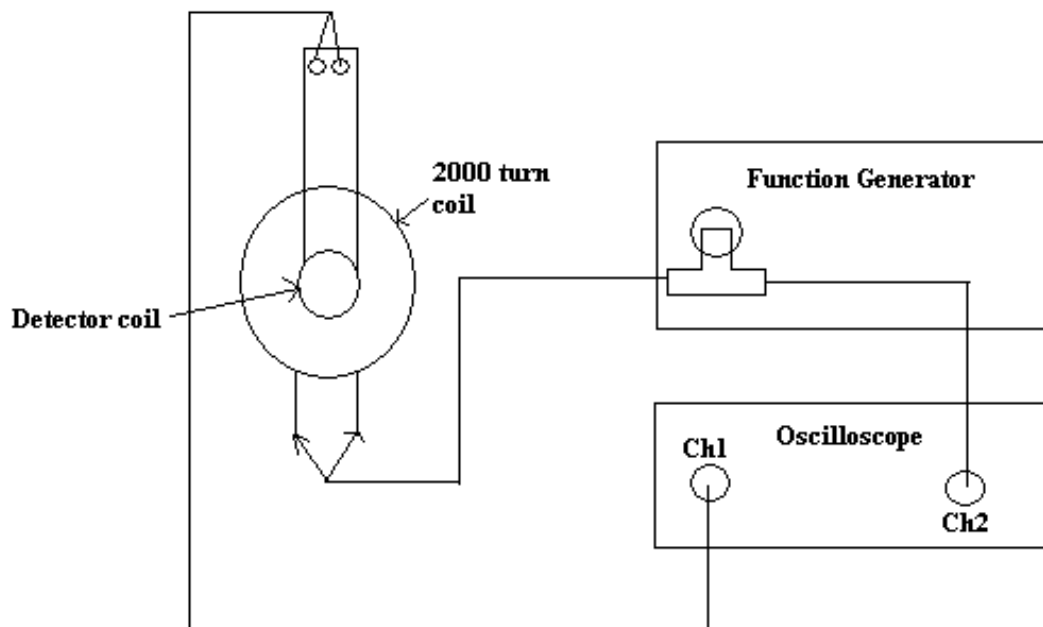 2000 turn
coil
Function Generator
Detector coil
Oscilloscope
Ch1
Ch2